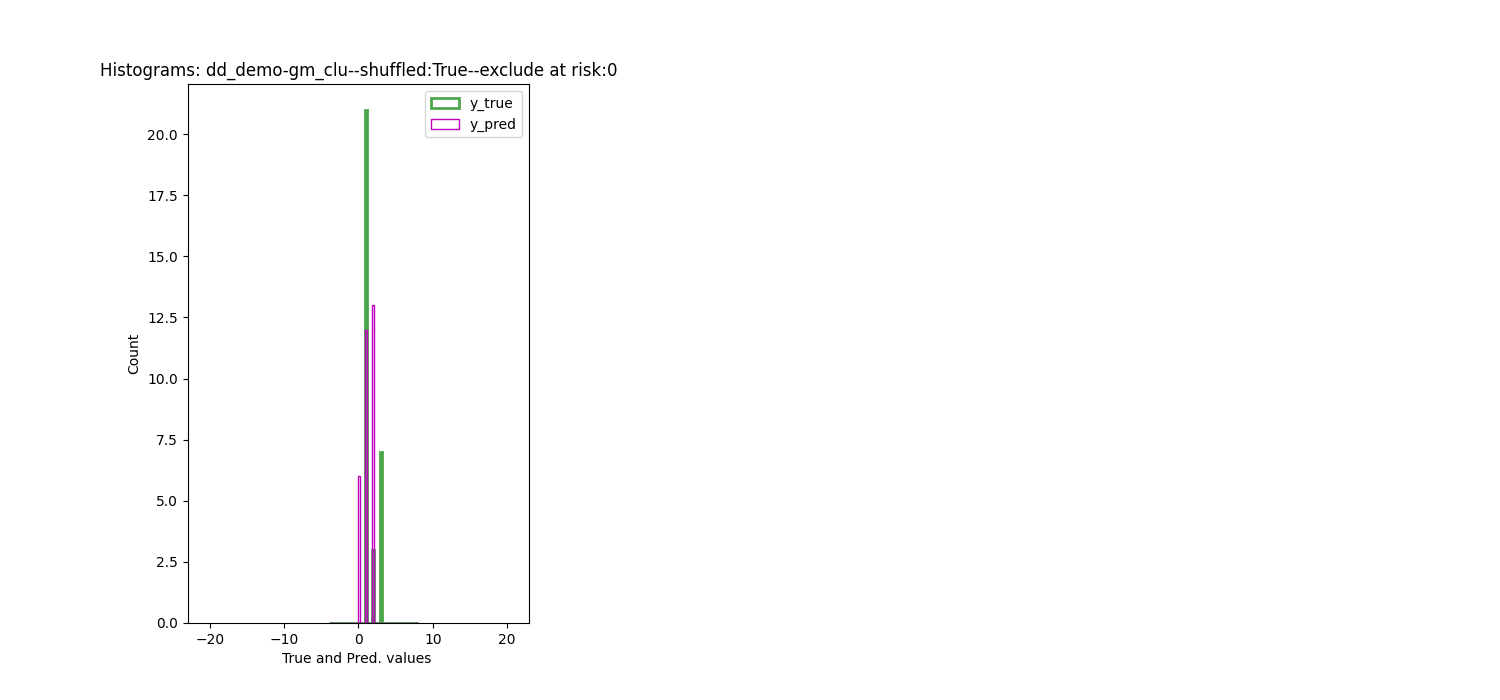 Histograms: dd_demo-gm_clu--shuffled:True--exclude at risk:0
y_true
y_pred
20.0
17.5
15.0
12.5
10.0
7.5
5.0
2.5
0.0
Count
−20
−10
0
10
20
True and Pred. values